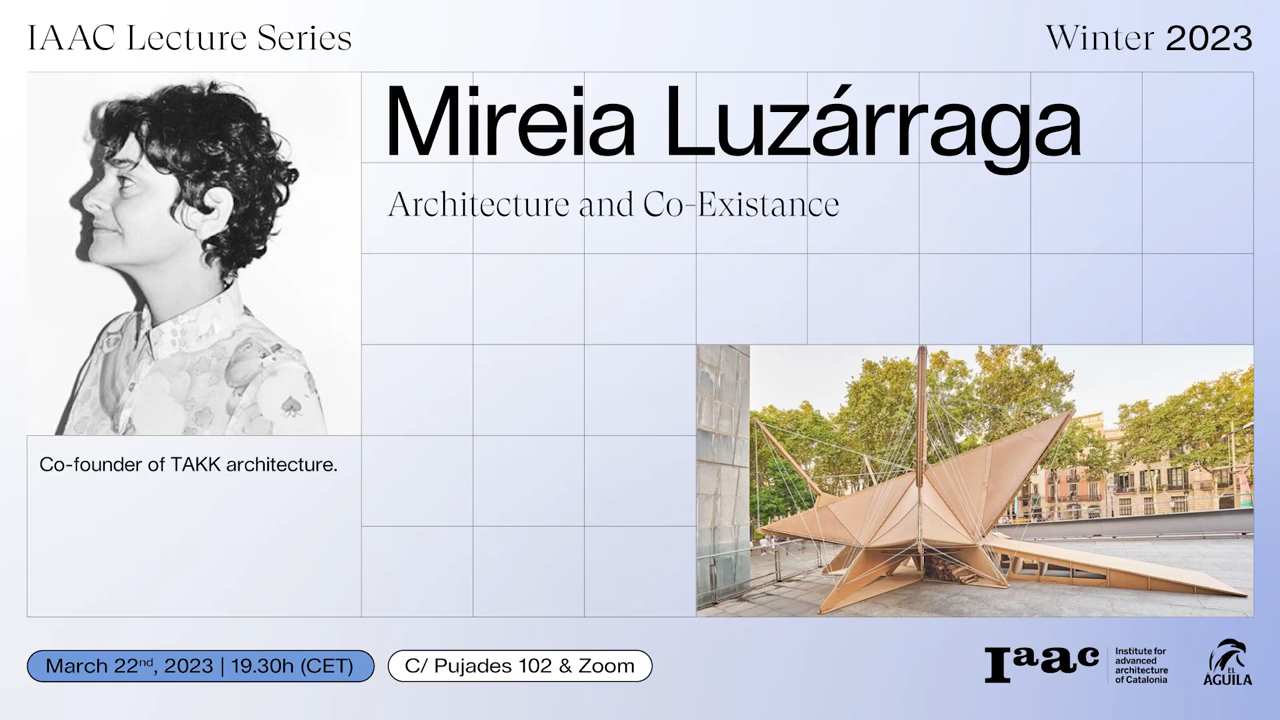 IAAC Lecture Series
Winter 2023
Mireia Luzárraga
Architecture and Co-Existance
Co-founder of TAKK architecture.
March 22nd, 2023 | 19.30h (CET)
C/ Pujades 102 & Zoom
Iaac
Institute for
advanced
architecture
of Catalonia
EL
ÁGUILA